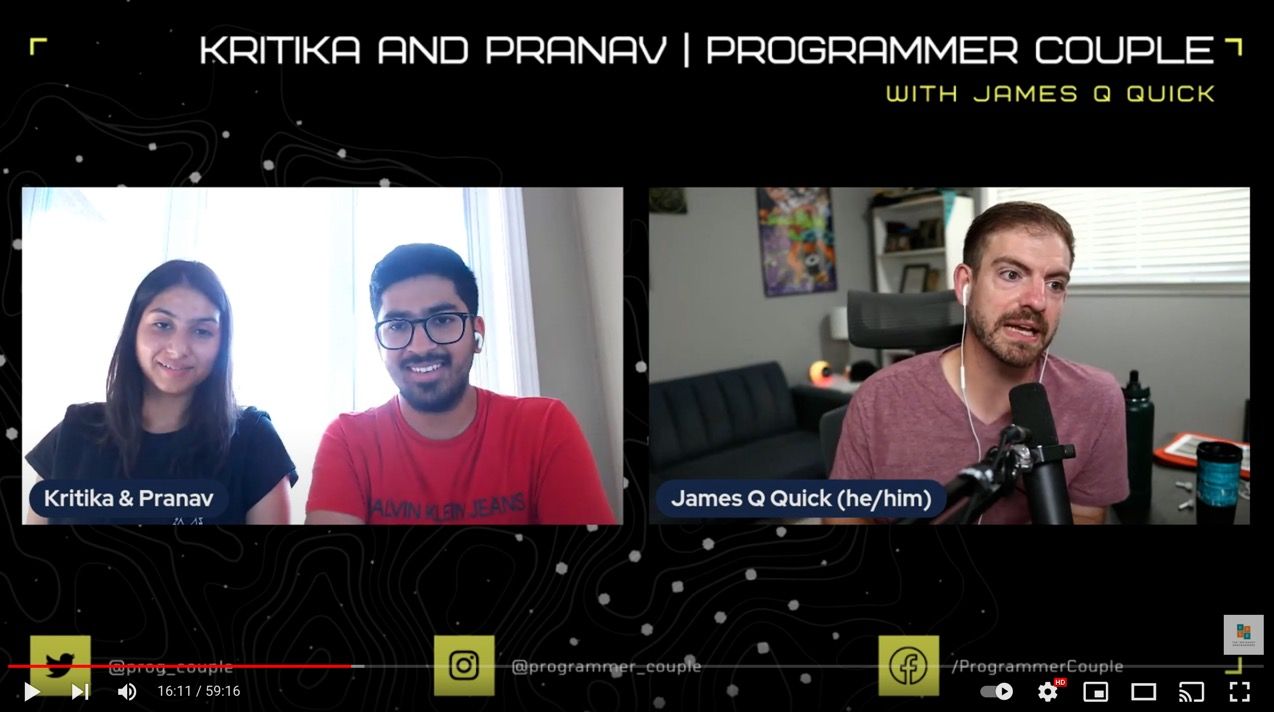 KRITIKA AND PRANAV | PROGRAMMER COUPLE
WITH JAMES Q QUICK
CALVIN KLEIN JEANS
Kritika & Pranav
James Q Quick (he/him)
@prog_couple
@programmer_couple
/ProgrammerCouple
16:11 / 59:16
HD